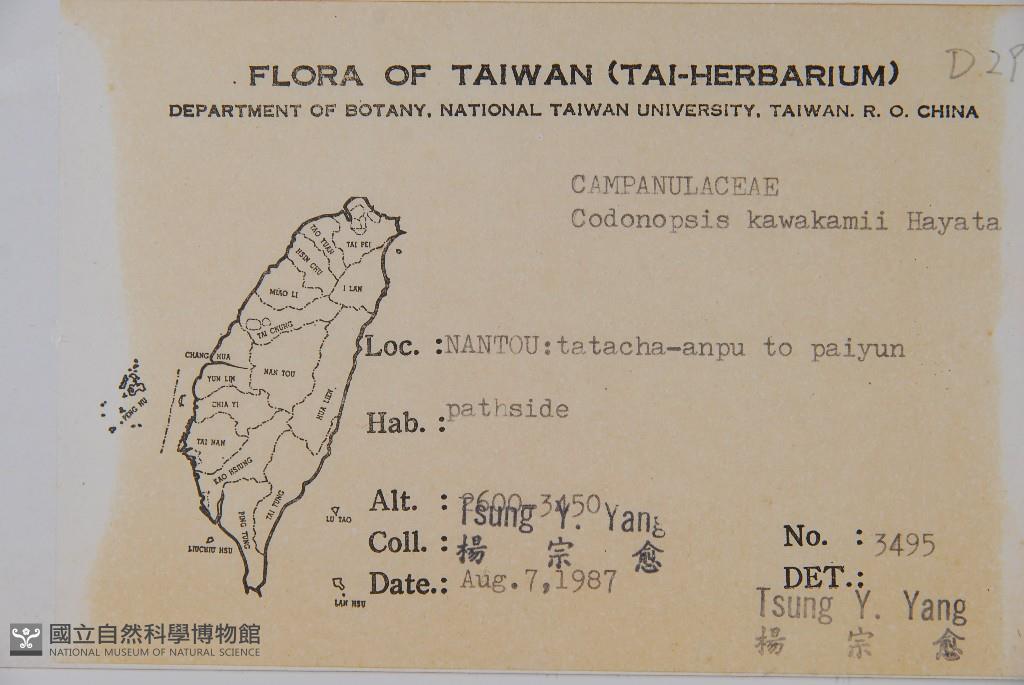 D.29
FLORA OF TAIWAN (TAI-HERBARIUM)
DEPARTMENT OF BOTANY, NATIONAL TAIWAN UNIVERSITY, TAIWAN. R. O. CHINA
CAMPANULACEAE
Codonopsis kawakamii Hayata
TAO YUAN
TAI PEI
HSIN CHU
I LAN
MIAO LI
TAI CHUNG
CHANG HUA
NAN TOU
YUN LIN
CHIA YI
HUA LIEN
PENG HU
TAI NAN
KAO HSIUNG
TAI TUNG
PING TUNG
LU TAO
LIUCHIU HSU
LAN HSU
Loc. : NANTOU:tatacha-anpu to paiyun
Hab. : pathside
Alt. : 2600-3450
Coll. : Tsung Y. Yang
楊 宗 愈
Date.: Aug.7,1987
No. : 3495
DET.:
Tsung Y. Yang
楊 宗 愈
國立自然科學博物館
NATIONAL MUSEUM OF NATURAL SCIENCE